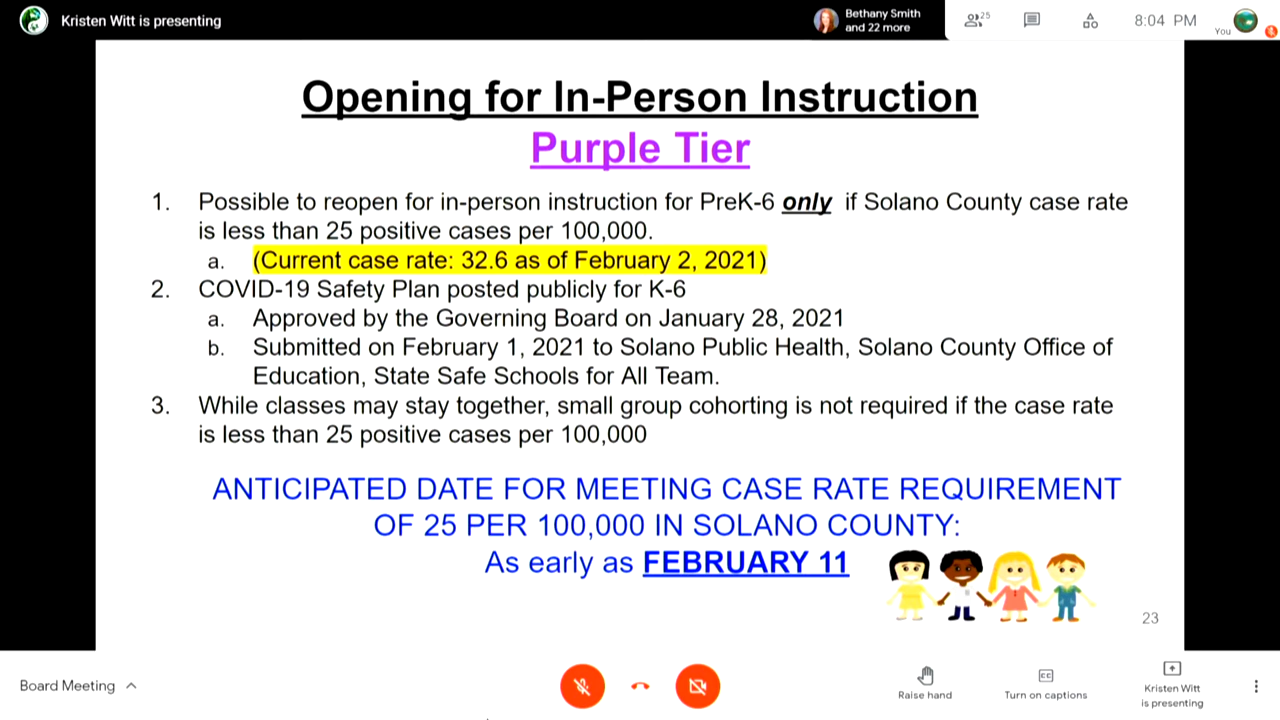 Kristen Witt is presenting
Bethany Smith
and 22 more
25
8:04 PM
You
Opening for In-Person Instruction
Purple Tier
1. Possible to reopen for in-person instruction for PreK-6 only if Solano County case rate
is less than 25 positive cases per 100,000.
a. (Current case rate: 32.6 as of February 2, 2021)
2. COVID-19 Safety Plan posted publicly for K-6
a. Approved by the Governing Board on January 28, 2021
b. Submitted on February 1, 2021 to Solano Public Health, Solano County Office of
Education, State Safe Schools for All Team.
3. While classes may stay together, small group cohorting is not required if the case rate
is less than 25 positive cases per 100,000
ANTICIPATED DATE FOR MEETING CASE RATE REQUIREMENT
OF 25 PER 100,000 IN SOLANO COUNTY:
As early as FEBRUARY 11
23
Board Meeting
Raise hand
CC
Turn on captions
Kristen Witt
is presenting